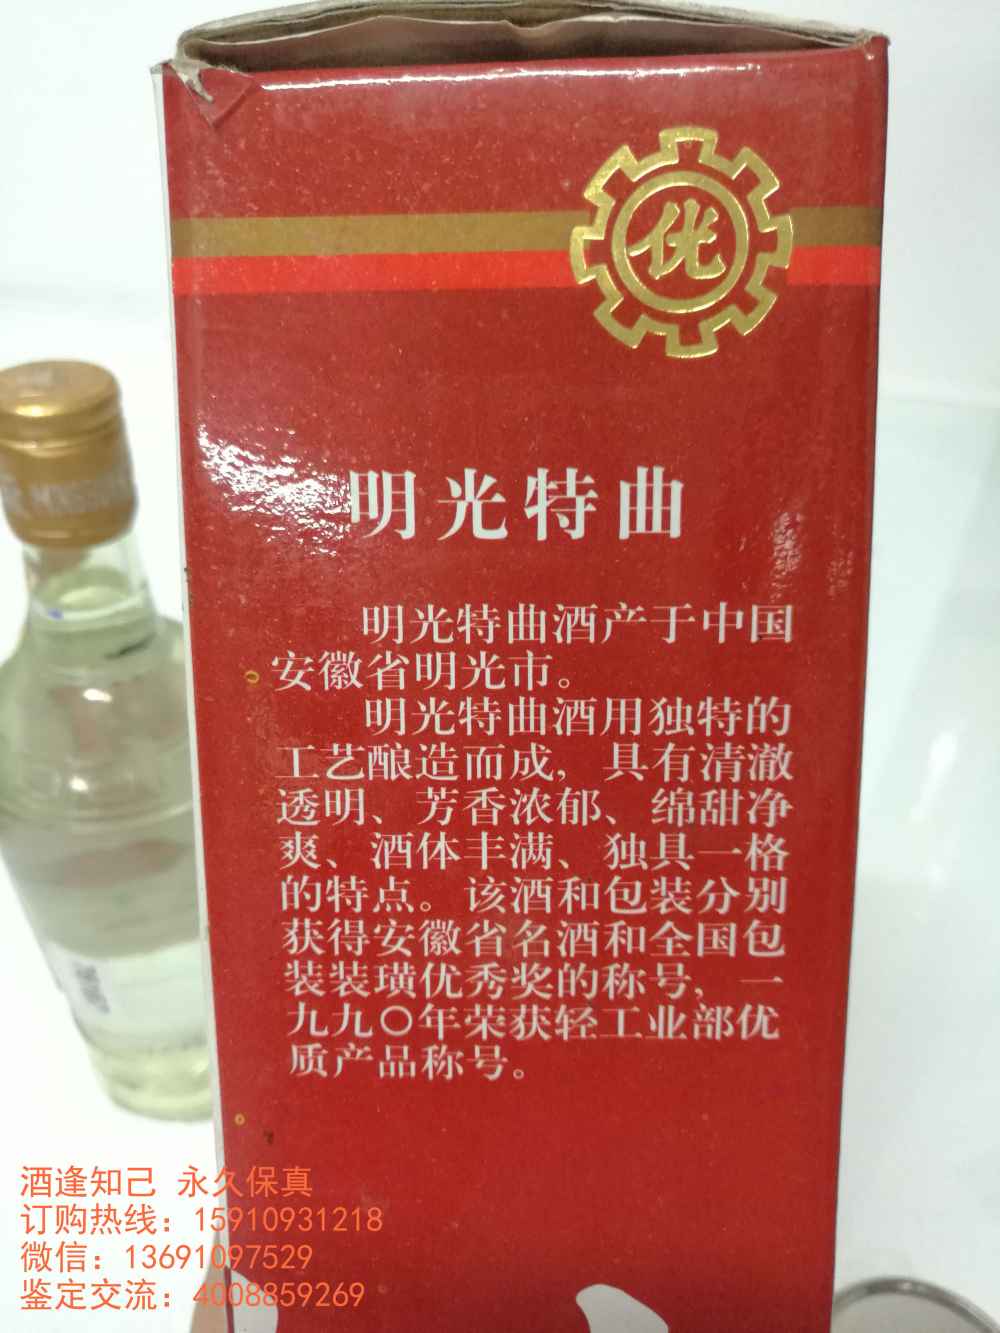 优
明光特曲
明光特曲酒产于中国
安徽省明光市。
明光特曲酒用独特的
工艺酿造而成，具有清澈
透明、芳香浓郁、绵甜净
爽、酒体丰满、独具一格
的特点。该酒和包装分别
获得安徽省名酒和全国包
装装璜优秀奖的称号，一
九九〇年荣获轻工业部优
质产品称号。
酒逢知己 永久保真
订购热线：15910931218
微信：13691097529
鉴定交流：4008859269